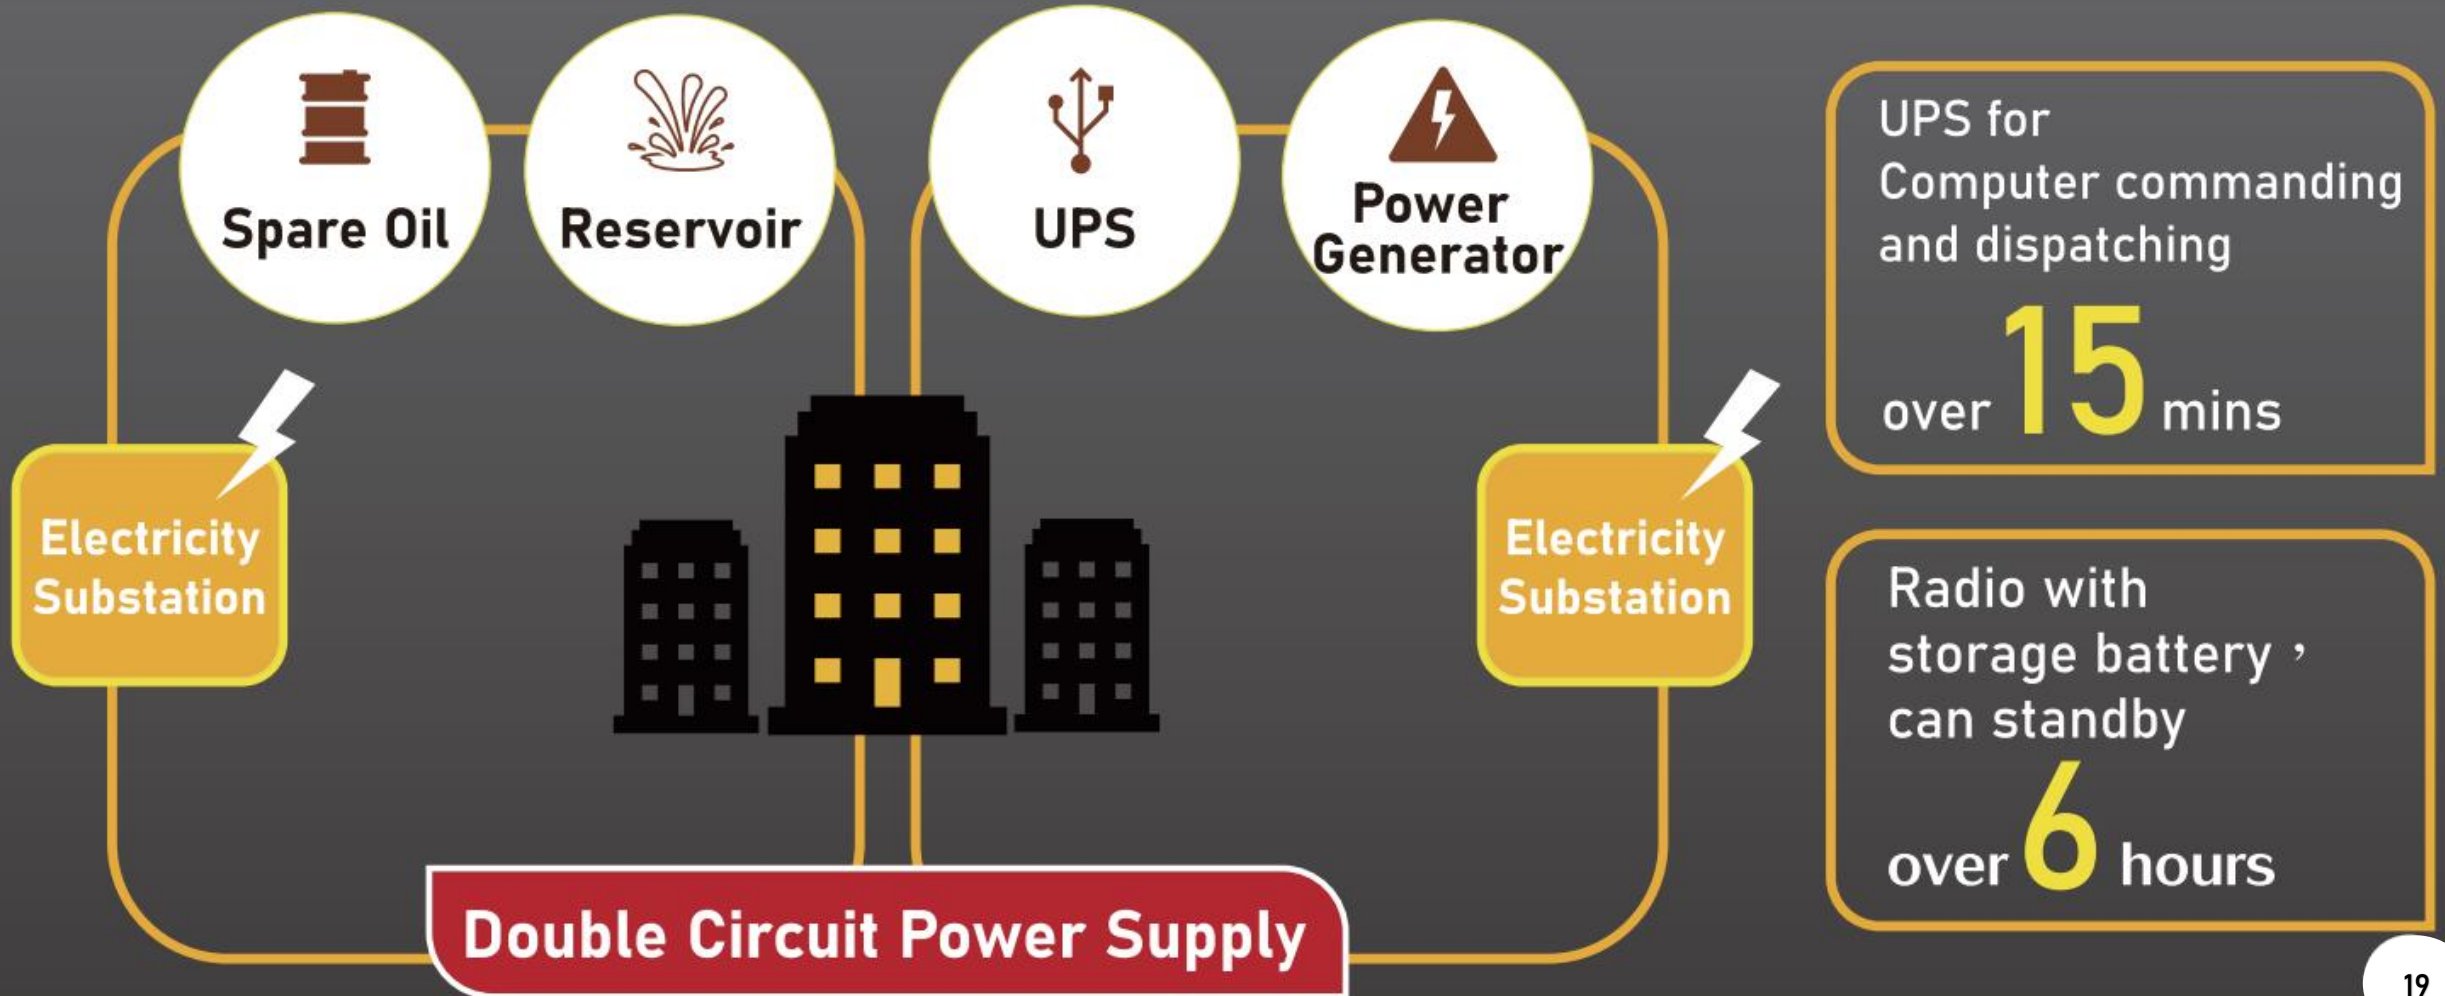 Spare Oil
Reservoir
UPS
Power
Generator
Electricity
Substation
Electricity
Substation
Double Circuit Power Supply
UPS for
Computer commanding
and dispatching
over 15 mins
Radio with
storage battery，
can standby
over 6 hours
19